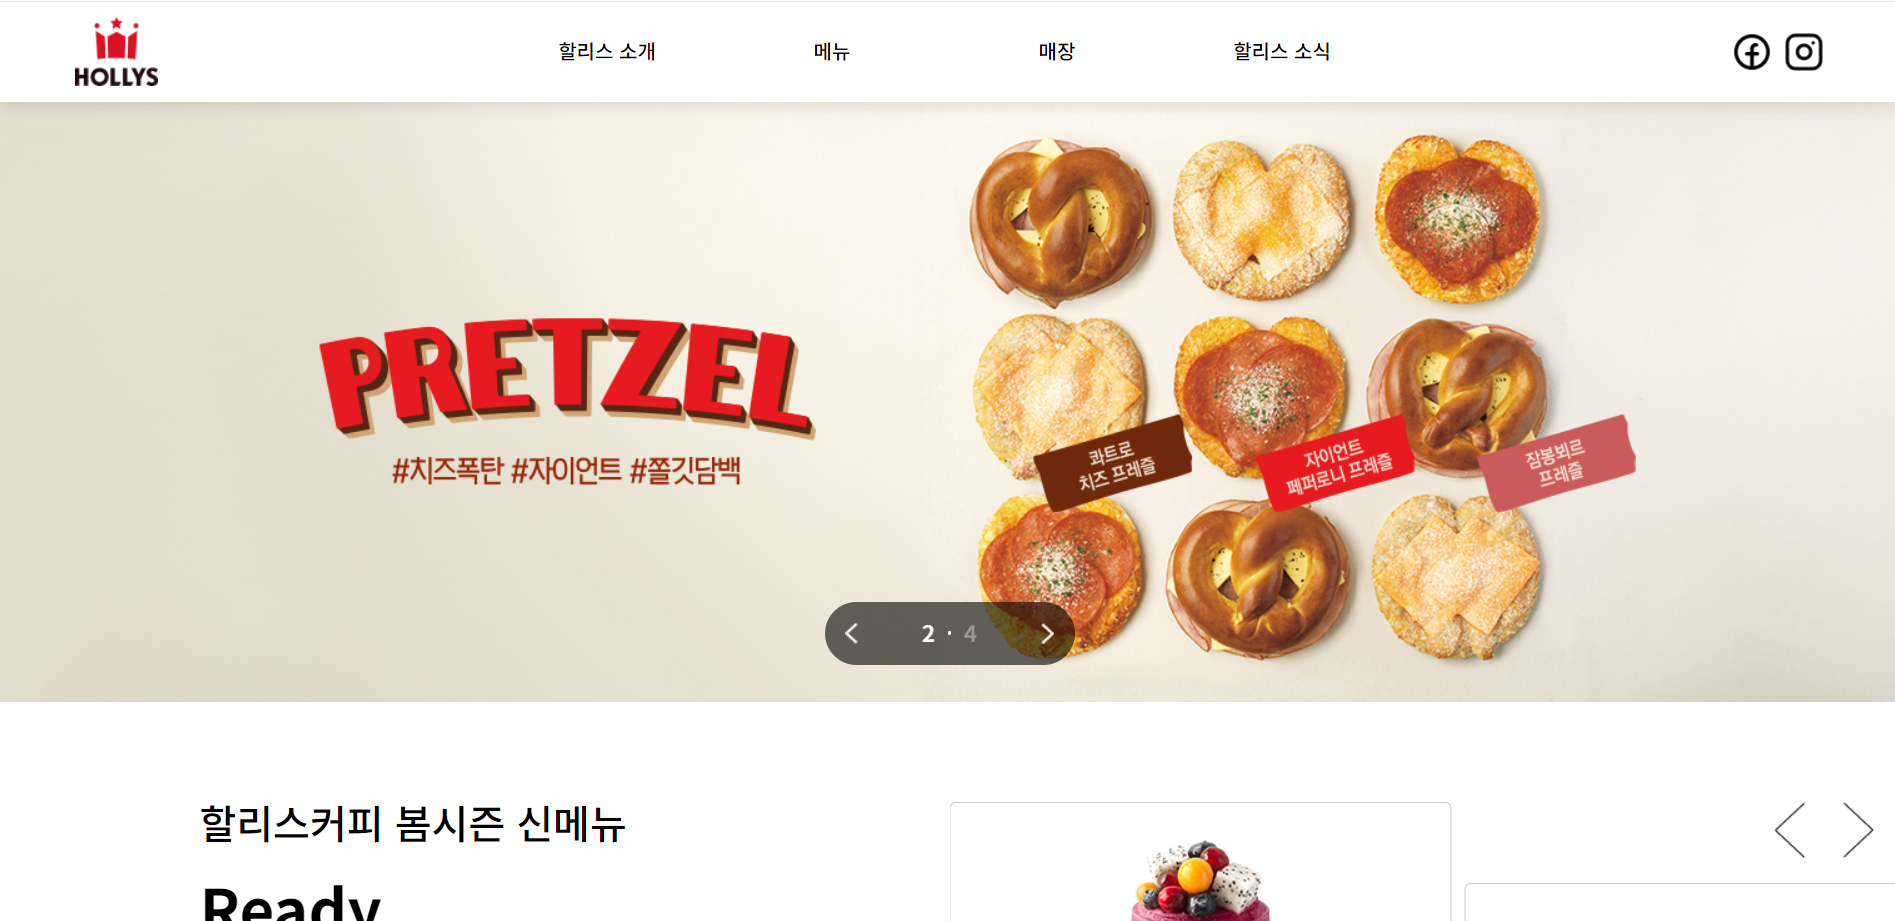 HOLLYS
할리스 소개
메뉴
매장
할리스 소식
PRETZEL
#치즈폭탄 #자이언트 #쫄깃담백
콰트로
치즈 프레즐
자이언트
페퍼로니 프레즐
잠봉뵈르
프레즐
2 · 4
할리스커피 봄시즌 신메뉴
Ready